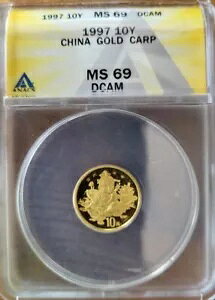 1997 10Y MS 69 DCAM
1997 10Y
CHINA GOLD CARP
MS 69
DCAM
ANACS
10